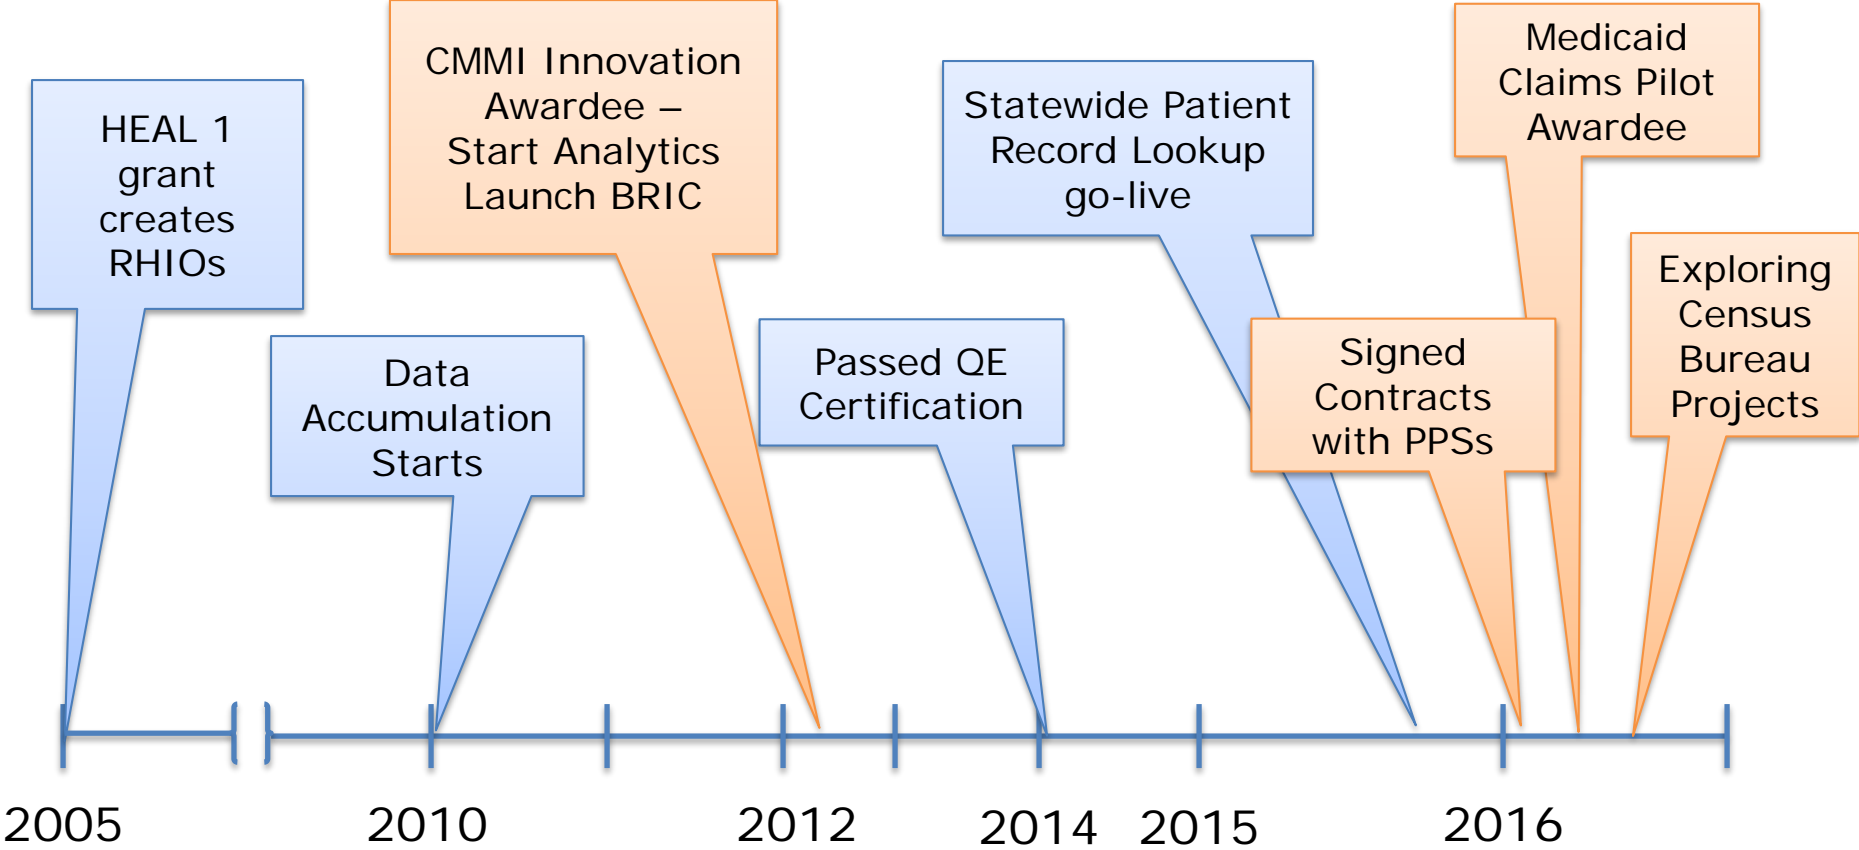 HEAL 1
grant
creates
RHIOs
Data
Accumulation
Starts
CMMI Innovation
Awardee –
Start Analytics
Launch BRIC
Passed QE
Certification
Statewide Patient
Record Lookup
go-live
Signed
Contracts
with PPSs
Medicaid
Claims Pilot
Awardee
Exploring
Census
Bureau
Projects
2005
2010
2012
2014
2015
2016